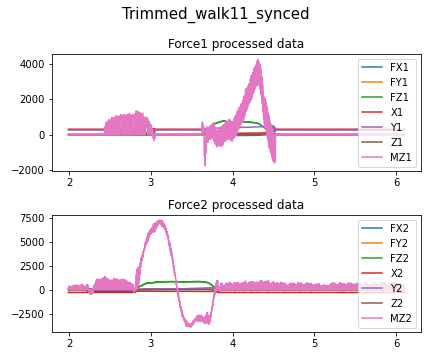 Trimmed_walk11_synced
Force1 processed data
4000
2000
0
−2000
FX1
FY1
FZ1
X1
Y1
Z1
MZ1
2 3 4 5 6
Force2 processed data
7500
5000
2500
0
−2500
FX2
FY2
FZ2
X2
Y2
Z2
MZ2
2 3 4 5 6